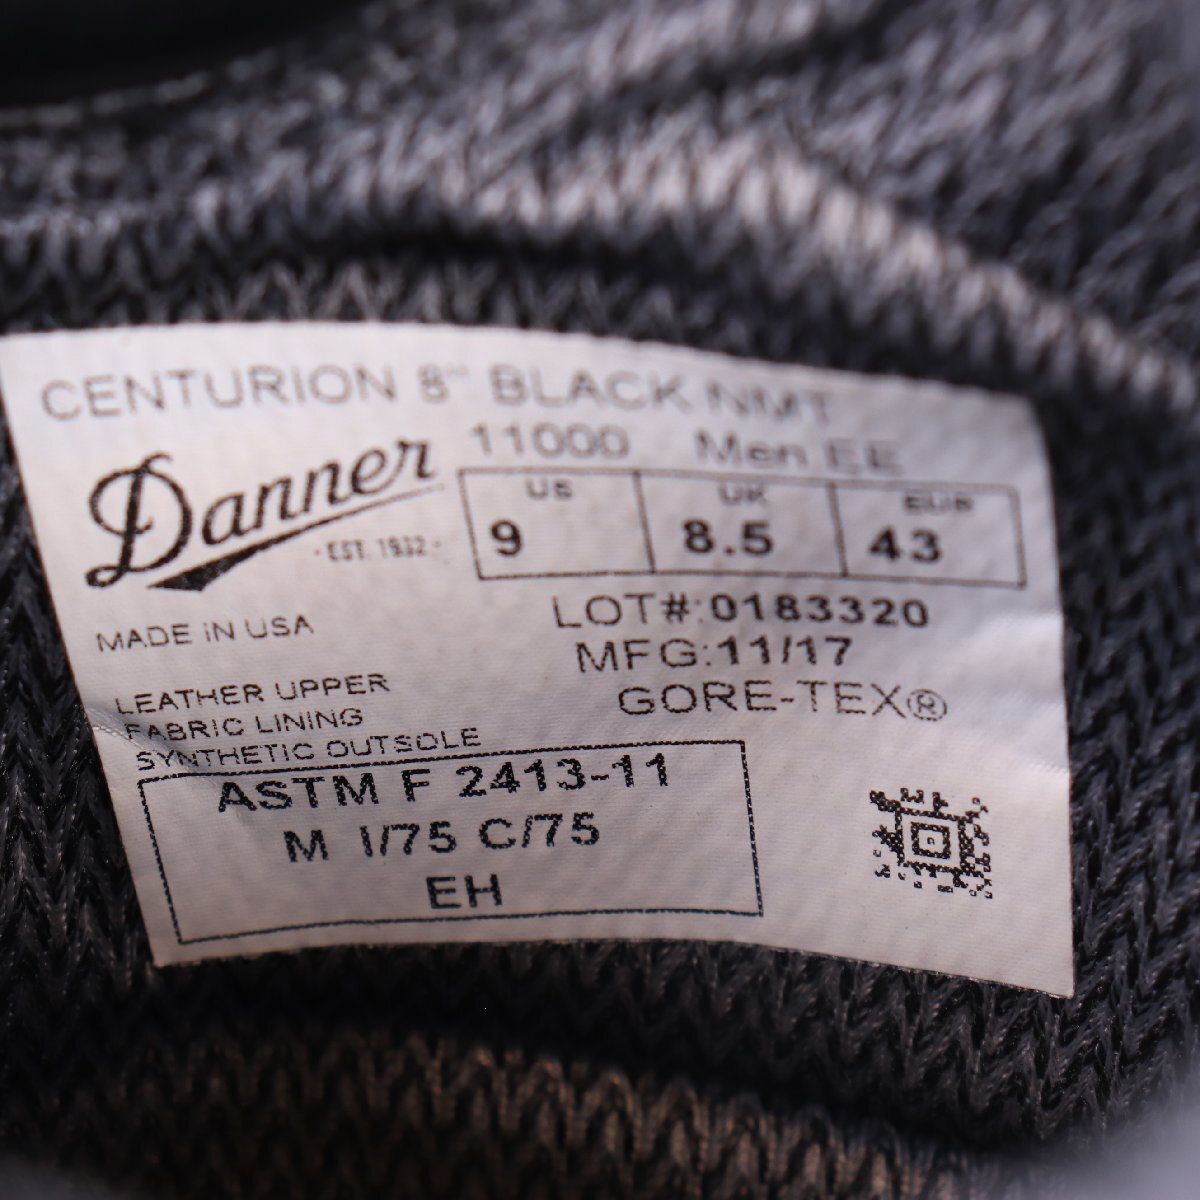 CENTURION 8" BLACK NMT
11000 Men EE
Danner
EST. 1932
US UK EUR
9 8.5 43
MADE iN USA
LOT#:0183320
MFG:11/17
GORE-TEX®
LEATHER UPPER
FABRIC LINING
SYNTHETIC OUTSOLE
ASTM F 2413-11
M I/75 C/75
EH